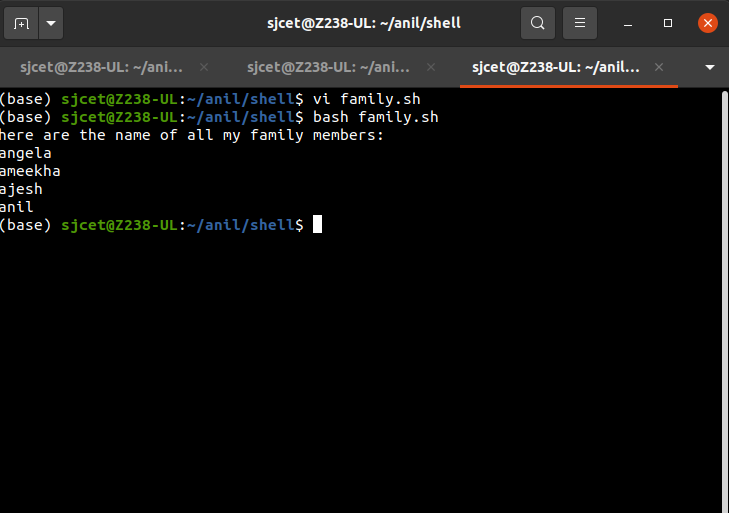 sjcet@Z238-UL: ~/anil/shell
sjcet@Z238-UL: ~/ani... sjcet@Z238-UL: ~/ani... sjcet@Z238-UL: ~/anil...
(base) sjcet@Z238-UL:~/anil/shell$ vi family.sh
(base) sjcet@Z238-UL:~/anil/shell$ bash family.sh
here are the name of all my family members:
angela
ameekha
ajesh
anil
(base) sjcet@Z238-UL:~/anil/shell$